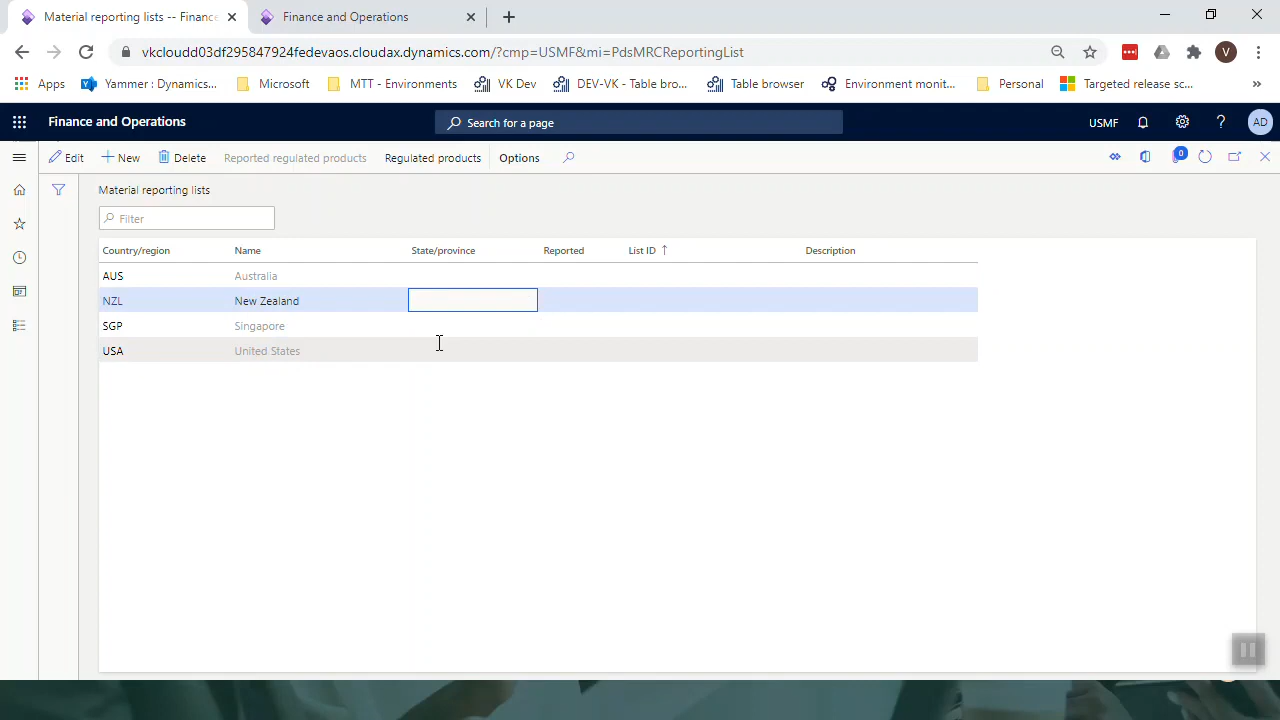 Material reporting lists -- Finance
Finance and Operations
vkcloudd03df295847924fedevaos.cloudax.dynamics.com/?cmp=USMF&mi=PdsMRCReportingList
V
Apps
Yammer : Dynamics...
Microsoft
MTT - Environments
VK Dev
DEV-VK - Table bro...
Table browser
Environment monit...
Personal
Targeted release sc...
»
Finance and Operations
Search for a page
USMF
?
AD
Edit
New
Delete
Reported regulated products
Regulated products
Options
0
Material reporting lists
Filter
Country/region Name State/province Reported List ID ↑ Description
AUS Australia
NZL New Zealand
SGP Singapore
USA United States